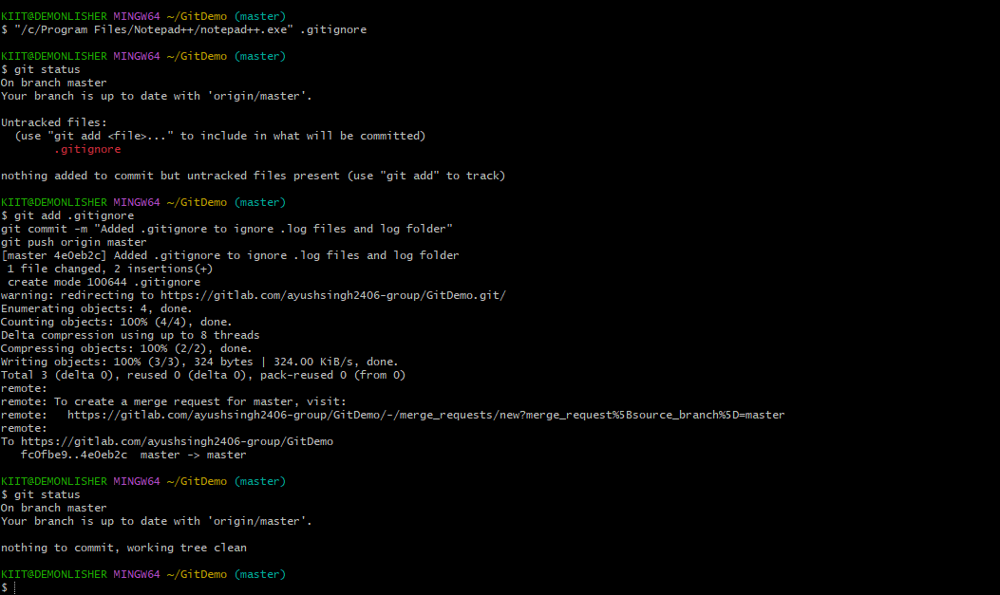 KIIT@DEMONLISHER MINGW64 ~/GitDemo (master)
$ "/c/Program Files/Notepad++/notepad++.exe" .gitignore
KIIT@DEMONLISHER MINGW64 ~/GitDemo (master)
$ git status
On branch master
Your branch is up to date with 'origin/master'.
Untracked files:
  (use "git add <file>..." to include in what will be committed)
        .gitignore
nothing added to commit but untracked files present (use "git add" to track)
KIIT@DEMONLISHER MINGW64 ~/GitDemo (master)
$ git add .gitignore
git commit -m "Added .gitignore to ignore .log files and log folder"
git push origin master
[master 4e0eb2c] Added .gitignore to ignore .log files and log folder
 1 file changed, 2 insertions(+)
 create mode 100644 .gitignore
warning: redirecting to https://gitlab.com/ayushsingh2406-group/GitDemo.git/
Enumerating objects: 4, done.
Counting objects: 100% (4/4), done.
Delta compression using up to 8 threads
Compressing objects: 100% (2/2), done.
Writing objects: 100% (3/3), 324 bytes | 324.00 KiB/s, done.
Total 3 (delta 0), reused 0 (delta 0), pack-reused 0 (from 0)
remote:
remote: To create a merge request for master, visit:
remote:   https://gitlab.com/ayushsingh2406-group/GitDemo/-/merge_requests/new?merge_request%5Bsource_branch%5D=master
remote:
To https://gitlab.com/ayushsingh2406-group/GitDemo
   fc0fbe9..4e0eb2c  master -> master
KIIT@DEMONLISHER MINGW64 ~/GitDemo (master)
$ git status
On branch master
Your branch is up to date with 'origin/master'.
nothing to commit, working tree clean
KIIT@DEMONLISHER MINGW64 ~/GitDemo (master)
$